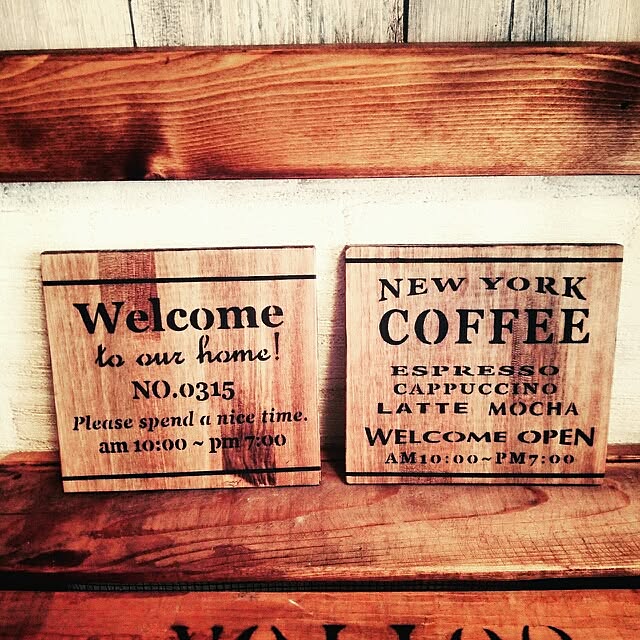 Welcome
to our home!
NO.0315
Please spend a nice time.
am 10:00 ~ pm 7:00
NEW YORK
COFFEE
ESPRESSO
CAPPUCCINO
LATTE MOCHA
WELCOME OPEN
AM10:00~PM7:00